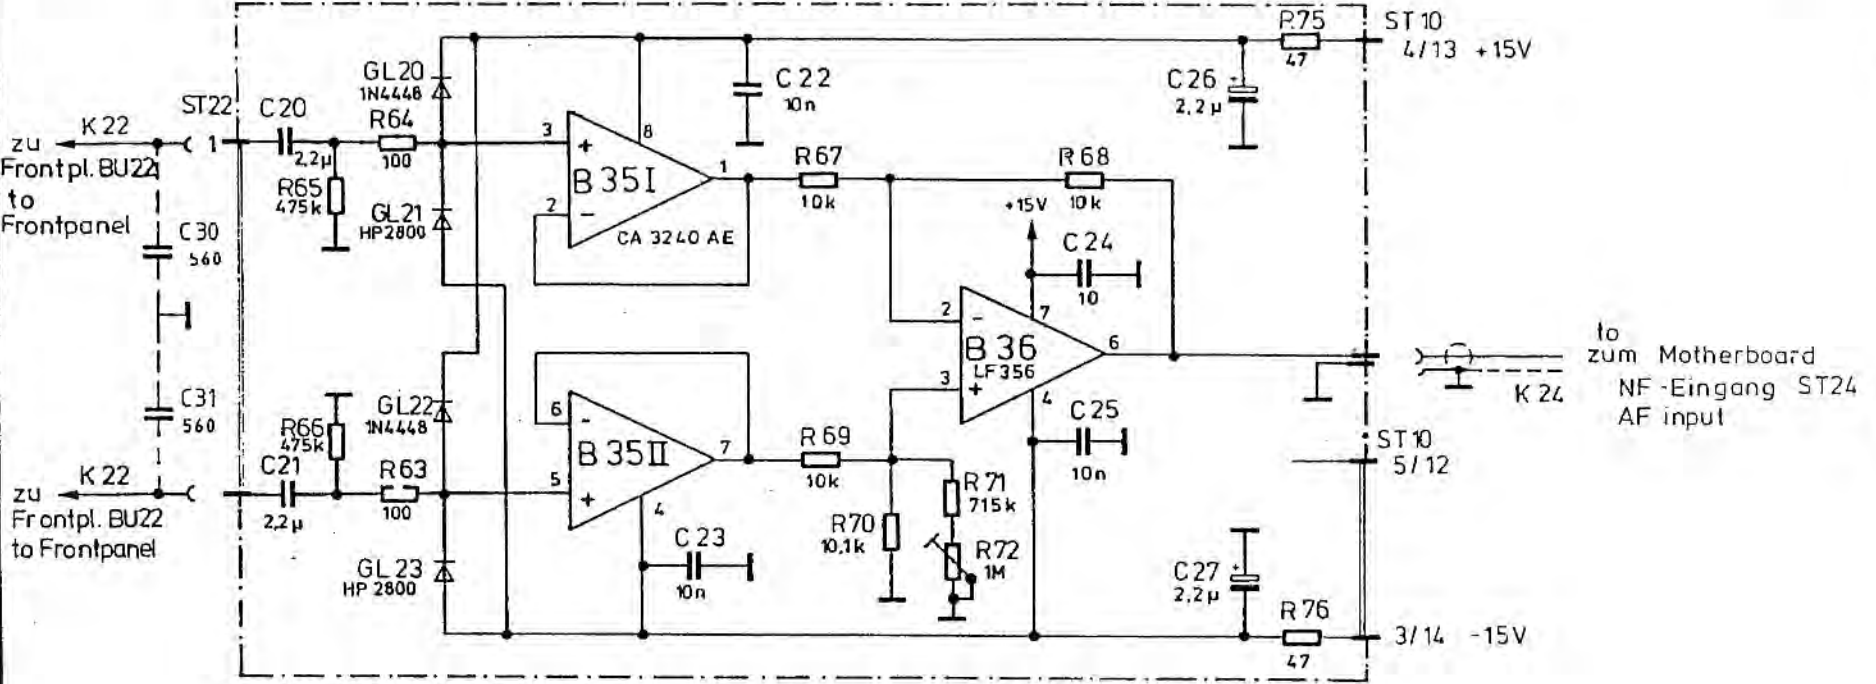 R75
47
ST10
4/13 +15V
C26
+
2,2µ
C22
10n
GL20
1N4448
ST22
C20
2,2µ
R64
100
K22
zu
Frontpl. BU22
to
Frontpanel
1
R65
475k
GL21
HP2800
C30
560
3
+
8
B35I
1
2
-
CA 3240 AE
R67
10k
R68
10k
+15V
C24
10
2
-
7
B36
LF356
6
3
+
4
C25
10n
to
zum Motherboard
NF-Eingang ST24
AF input
K24
C31
560
R66
475k
GL22
1N4448
6
-
B35II
7
5
+
4
R69
10k
ST10
5/12
K22
zu
Frontpl. BU22
to Frontpanel
C21
2,2µ
R63
100
R71
715k
R70
10,1k
R72
1M
C23
10n
GL23
HP 2800
C27
+
2,2µ
R76
47
3/14 -15V